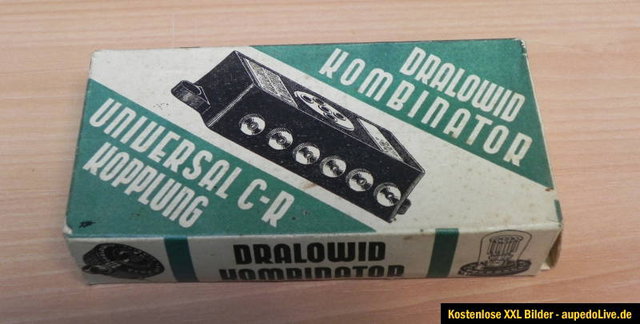 DRALOWID
KOMBINATOR
UNIVERSAL C-R
KOPPLUNG
DRALOWID
KOMBINATOR
Kostenlose XXL Bilder - aupedoLive.de